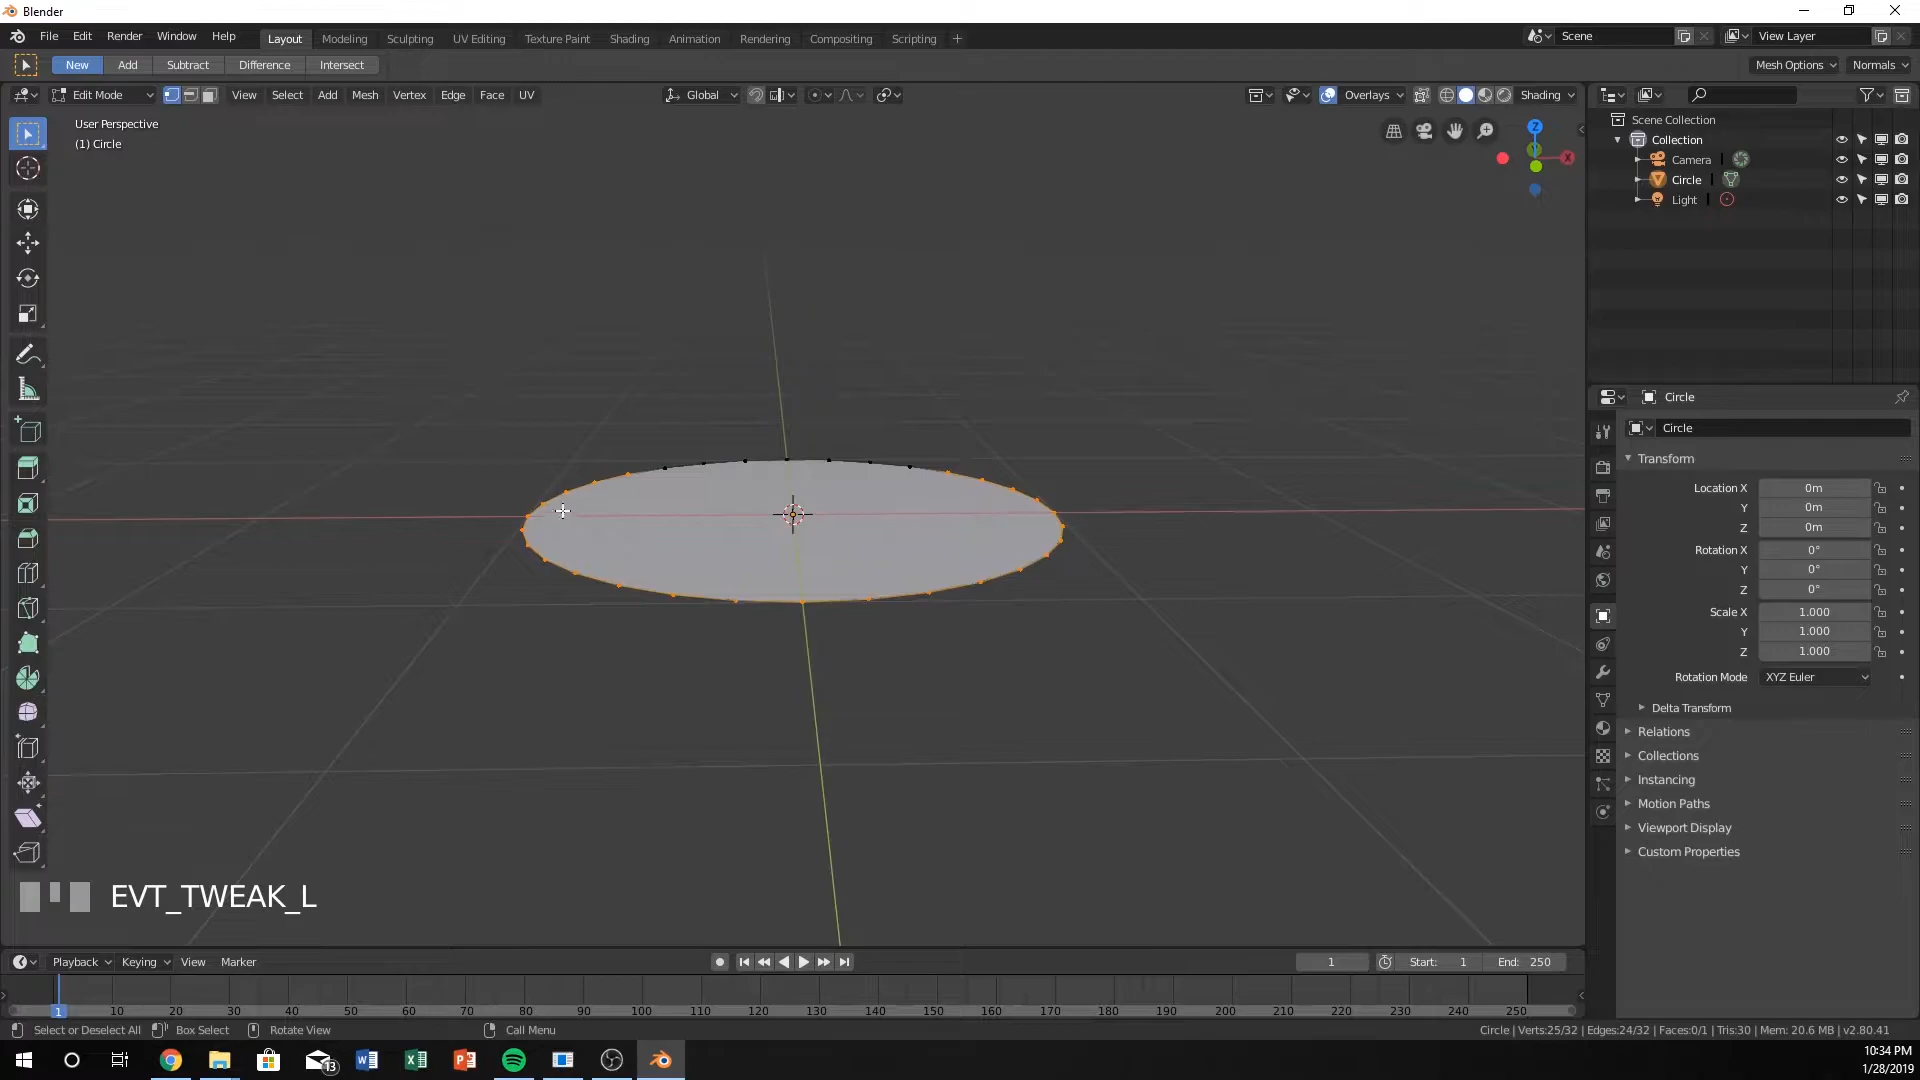 Blender
File Edit Render Window Help Layout Modeling Sculpting UV Editing Texture Paint Shading Animation Rendering Compositing Scripting + Scene View Layer
New Add Subtract Difference Intersect Mesh Options Normals
Edit Mode View Select Add Mesh Vertex Edge Face UV Global Overlays Shading
User Perspective
(1) Circle
Z
X
Scene Collection
Collection
Camera
Circle
Light
Circle
Circle
Transform
Location X 0m
Y 0m
Z 0m
Rotation X 0°
Y 0°
Z 0°
Scale X 1.000
Y 1.000
Z 1.000
Rotation Mode XYZ Euler
Delta Transform
Relations
Collections
Instancing
Motion Paths
Viewport Display
Custom Properties
EVT_TWEAK_L
Playback Keying View Marker 1 Start: 1 End: 250
1 10 20 30 40 50 60 70 80 90 100 110 120 130 140 150 160 170 180 190 200 210 220 230 240 250
Select or Deselect All Box Select Rotate View Call Menu Circle | Verts:25/32 | Edges:24/32 | Faces:0/1 | Tris:30 | Mem: 20.6 MB | v2.80.41
13
10:34 PM
1/28/2019